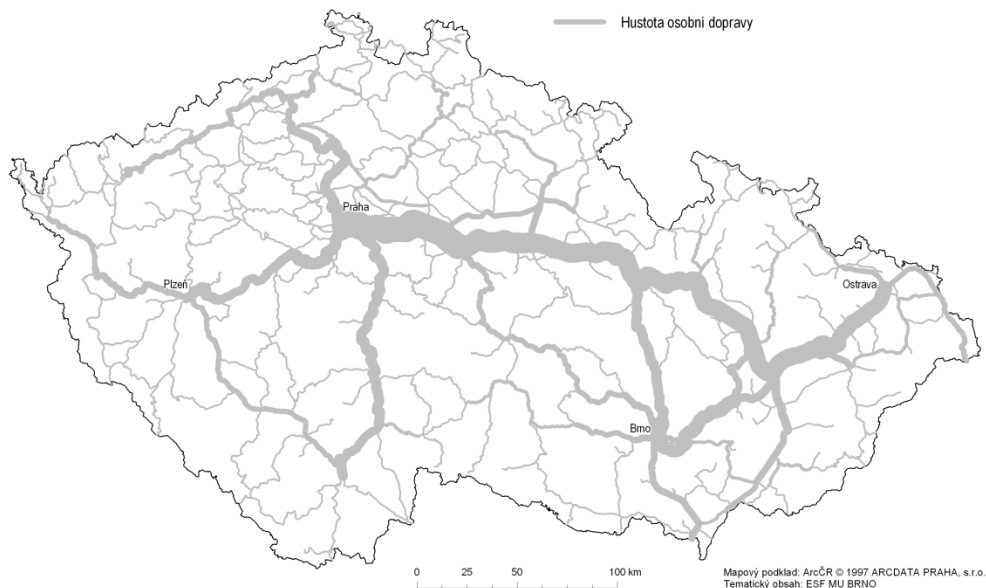 Hustota osobní dopravy
Praha
Plzeň
Ostrava
Brno
0 25 50 100 km
Mapový podklad: ArcČR © 1997 ARCDATA PRAHA, s.r.o.
Tematický obsah: ESF MU BRNO